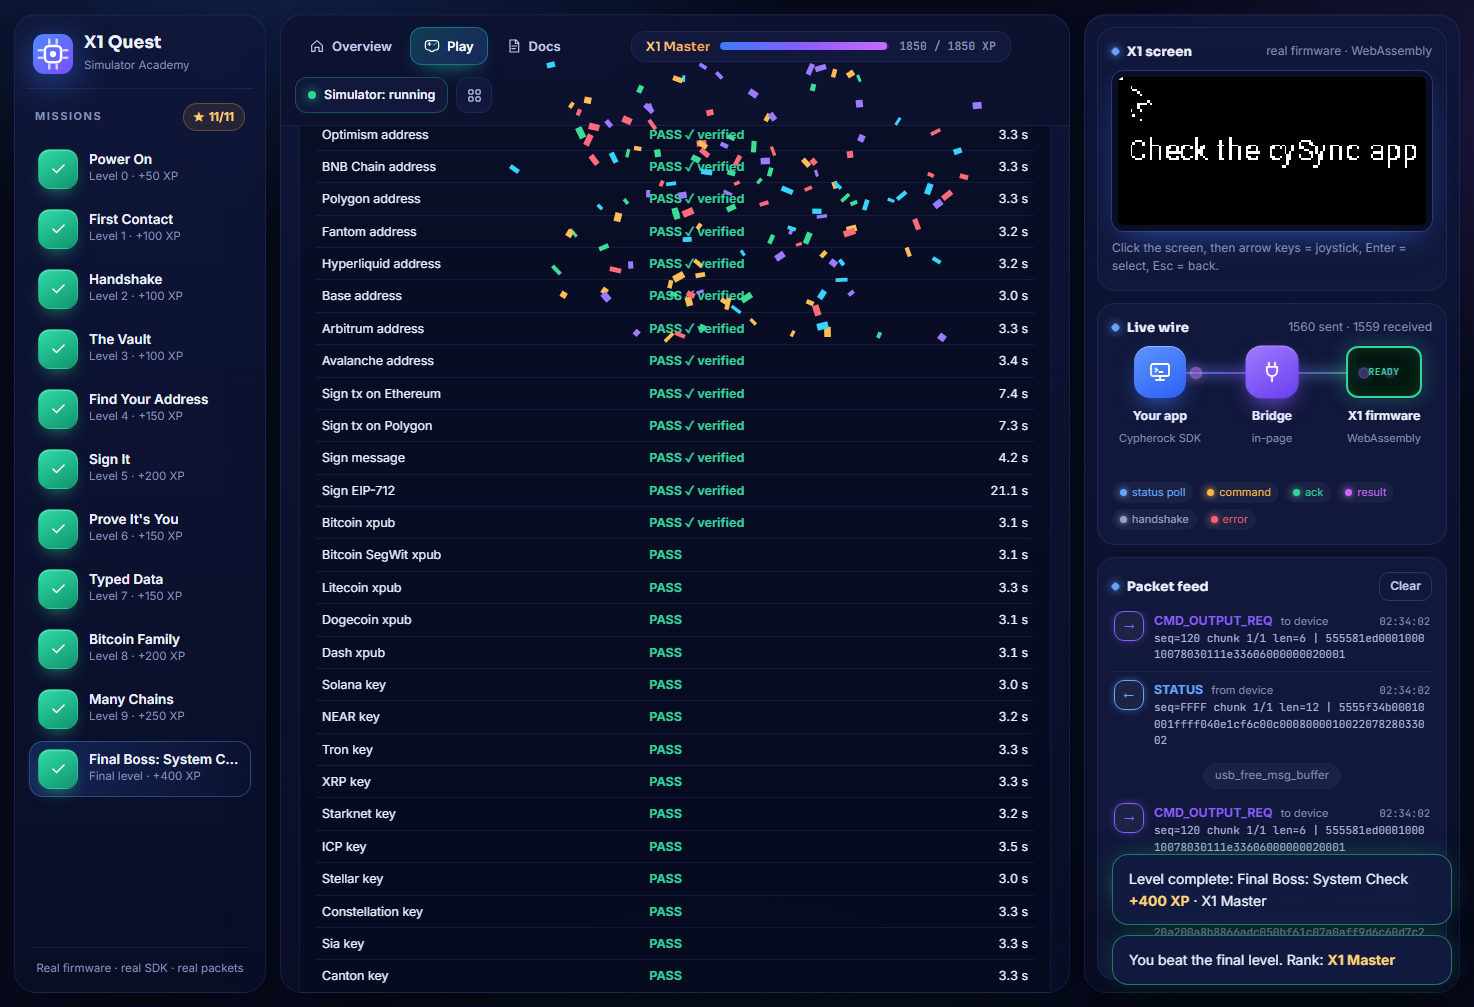 X1 Quest
Simulator Academy
MISSIONS
★ 11/11
Power On
Level 0 · +50 XP
First Contact
Level 1 · +100 XP
Handshake
Level 2 · +100 XP
The Vault
Level 3 · +100 XP
Find Your Address
Level 4 · +150 XP
Sign It
Level 5 · +200 XP
Prove It's You
Level 6 · +150 XP
Typed Data
Level 7 · +150 XP
Bitcoin Family
Level 8 · +200 XP
Many Chains
Level 9 · +250 XP
Final Boss: System C...
Final level · +400 XP
Real firmware · real SDK · real packets
Overview
Play
Docs
X1 Master
1850 / 1850 XP
Simulator: running
Optimism address PASS ✓ verified 3.3 s
BNB Chain address PASS ✓ verified 3.3 s
Polygon address PASS ✓ verified 3.3 s
Fantom address PASS ✓ verified 3.2 s
Hyperliquid address PASS ✓ verified 3.2 s
Base address PASS ✓ verified 3.0 s
Arbitrum address PASS ✓ verified 3.3 s
Avalanche address PASS ✓ verified 3.4 s
Sign tx on Ethereum PASS ✓ verified 7.4 s
Sign tx on Polygon PASS ✓ verified 7.3 s
Sign message PASS ✓ verified 4.2 s
Sign EIP-712 PASS ✓ verified 21.1 s
Bitcoin xpub PASS ✓ verified 3.1 s
Bitcoin SegWit xpub PASS 3.1 s
Litecoin xpub PASS 3.3 s
Dogecoin xpub PASS 3.1 s
Dash xpub PASS 3.1 s
Solana key PASS 3.0 s
NEAR key PASS 3.2 s
Tron key PASS 3.3 s
XRP key PASS 3.3 s
Starknet key PASS 3.2 s
ICP key PASS 3.5 s
Stellar key PASS 3.0 s
Constellation key PASS 3.3 s
Sia key PASS 3.3 s
Canton key PASS 3.3 s
X1 screen
real firmware · WebAssembly
Check the cySync app
Click the screen, then arrow keys = joystick, Enter =
select, Esc = back.
Live wire
1560 sent · 1559 received
READY
Your app
Cypherock SDK
Bridge
in-page
X1 firmware
WebAssembly
status poll
command
ack
result
handshake
error
Packet feed
Clear
CMD_OUTPUT_REQ to device 02:34:02
seq=120 chunk 1/1 len=6 | 555581ed0001000
10078030111e33606000000020001
STATUS from device 02:34:02
seq=FFFF chunk 1/1 len=12 | 5555f34b00010
001ffff040e1cf6c00c0008000010022078280330
02
usb_free_msg_buffer
CMD_OUTPUT_REQ to device 02:34:02
seq=120 chunk 1/1 len=6 | 555581ed0001000
10078030111e33606000000020001
Level complete: Final Boss: System Check
+400 XP · X1 Master
You beat the final level. Rank: X1 Master